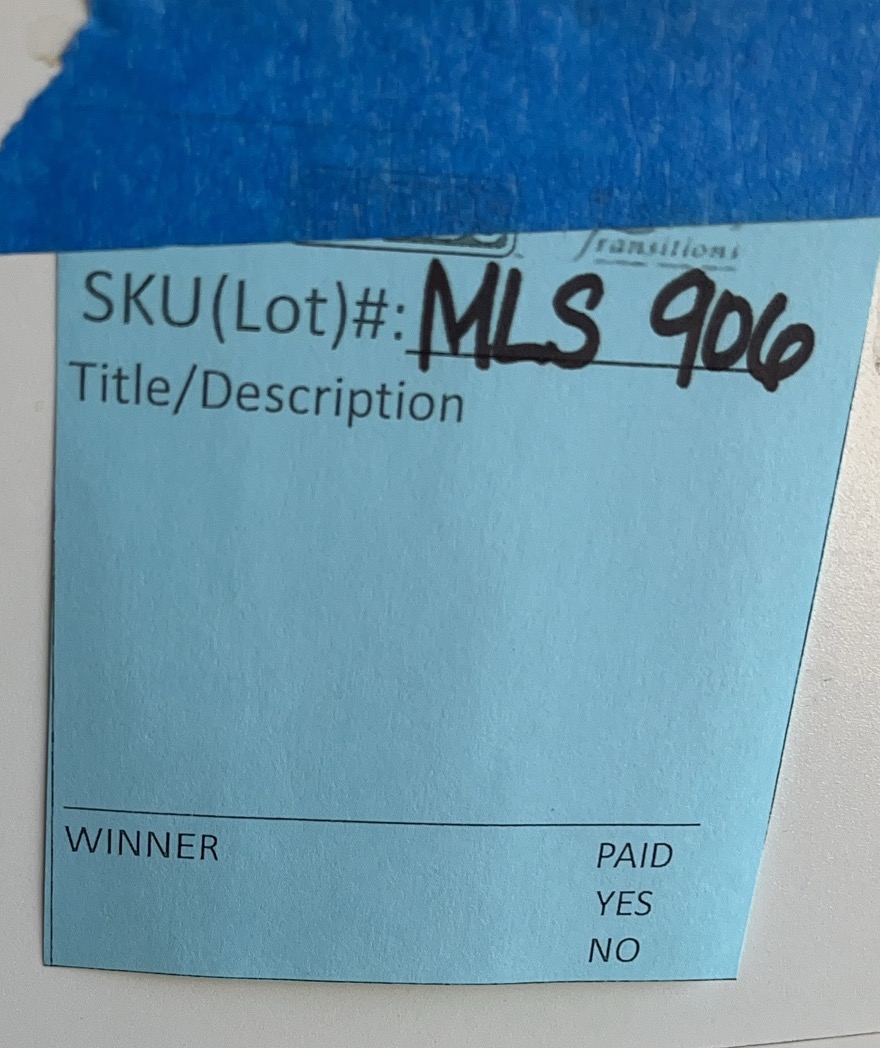 Transitions
SKU(Lot)#: MLS 906
Title/Description
WINNER PAID
YES
NO